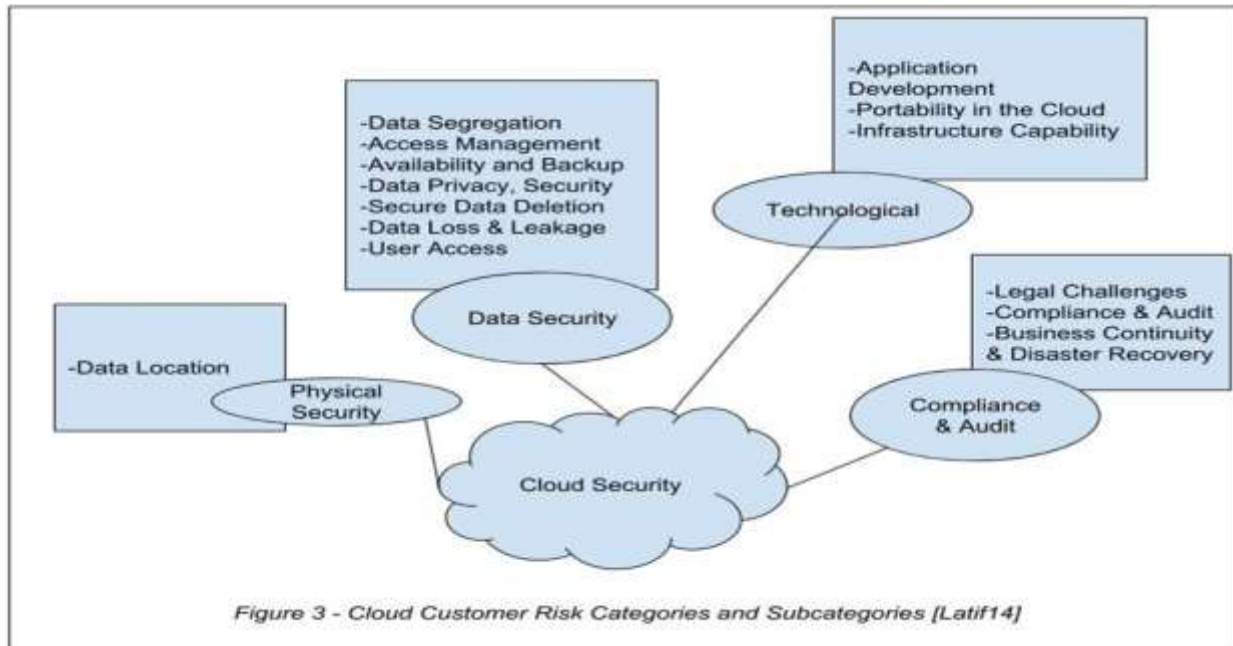 -Application
Development
-Portability in the Cloud
-Infrastructure Capability
-Data Segregation
-Access Management
-Availability and Backup
-Data Privacy, Security
-Secure Data Deletion
-Data Loss & Leakage
-User Access
Technological
-Legal Challenges
-Compliance & Audit
-Business Continuity
& Disaster Recovery
Data Security
-Data Location
Physical
Security
Compliance
& Audit
Cloud Security
Figure 3 - Cloud Customer Risk Categories and Subcategories [Latif14]